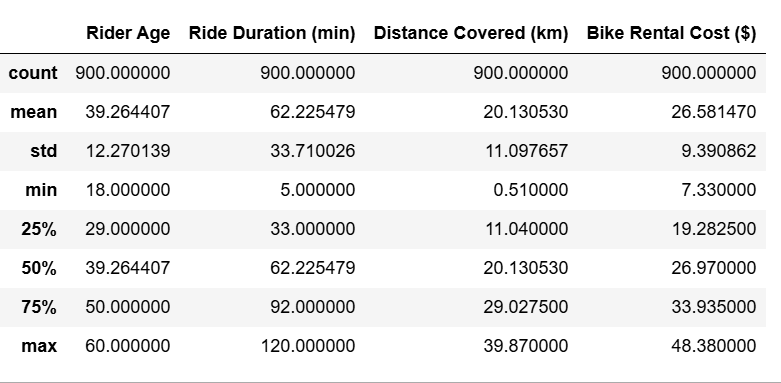 Rider Age Ride Duration (min) Distance Covered (km) Bike Rental Cost ($)
count 900.000000 900.000000 900.000000 900.000000
mean 39.264407 62.225479 20.130530 26.581470
std 12.270139 33.710026 11.097657 9.390862
min 18.000000 5.000000 0.510000 7.330000
25% 29.000000 33.000000 11.040000 19.282500
50% 39.264407 62.225479 20.130530 26.970000
75% 50.000000 92.000000 29.027500 33.935000
max 60.000000 120.000000 39.870000 48.380000